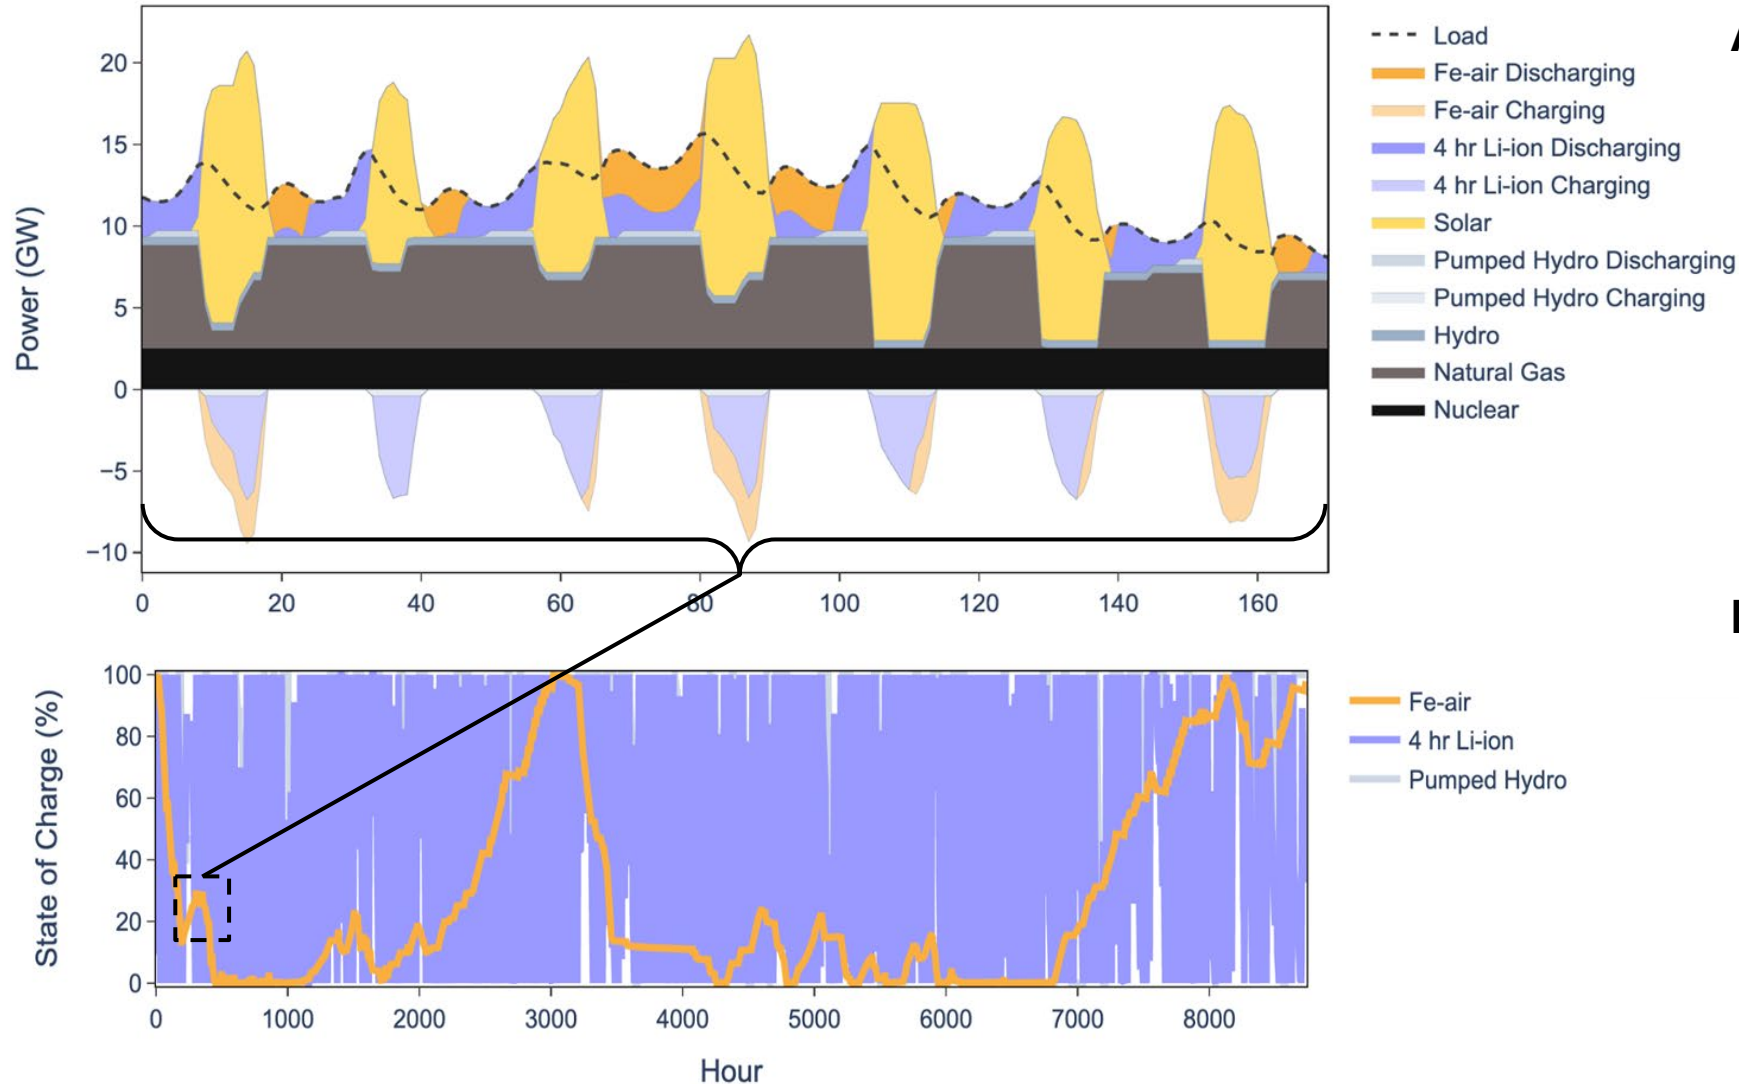 Power (GW)
20
15
10
5
0
−5
−10
0 20 40 60 80 100 120 140 160
Load
Fe-air Discharging
Fe-air Charging
4 hr Li-ion Discharging
4 hr Li-ion Charging
Solar
Pumped Hydro Discharging
Pumped Hydro Charging
Hydro
Natural Gas
Nuclear
State of Charge (%)
100
80
60
40
20
0
0 1000 2000 3000 4000 5000 6000 7000 8000
Hour
Fe-air
4 hr Li-ion
Pumped Hydro